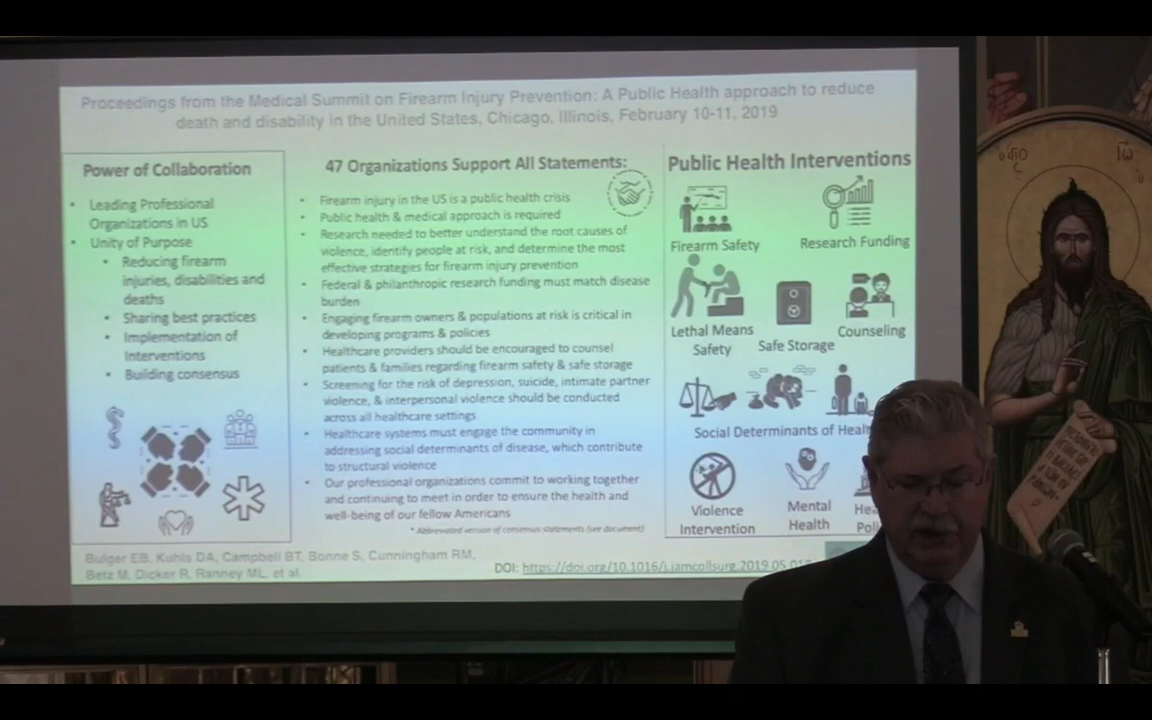 Proceedings from the Medical Summit on Firearm Injury Prevention: A Public Health approach to reduce
death and disability in the United States, Chicago, Illinois, February 10-11, 2019
Power of Collaboration
• Leading Professional
Organizations in US
• Unity of Purpose
• Reducing firearm
injuries, disabilities and
deaths
• Sharing best practices
• Implementation of
Interventions
• Building consensus
47 Organizations Support All Statements:
• Firearm injury in the US is a public health crisis
• Public health & medical approach is required
• Research needed to better understand the root causes of
violence, identify people at risk, and determine the most
effective strategies for firearm injury prevention
• Federal & philanthropic research funding must match disease
burden
• Engaging firearm owners & populations at risk is critical in
developing programs & policies
• Healthcare providers should be encouraged to counsel
patients & families regarding firearm safety & safe storage
• Screening for the risk of depression, suicide, intimate partner
violence, & interpersonal violence should be conducted
across all healthcare settings
• Healthcare systems must engage the community in
addressing social determinants of disease, which contribute
to structural violence
• Our professional organizations commit to working together
and continuing to meet in order to ensure the health and
well-being of our fellow Americans
* Abbreviated version of consensus statements (see document)
Public Health Interventions
Firearm Safety
Research Funding
Lethal Means
Safety
Safe Storage
Counseling
Social Determinants of Heal
Violence
Intervention
Mental
Health
Hea
Poli
Bulger EB, Kuhls DA, Campbell BT, Bonne S, Cunningham RM,
Betz M, Dicker R, Ranney ML, et al.
DOI: https://doi.org/10.1016/j.jamcollsurg.2019.05.018